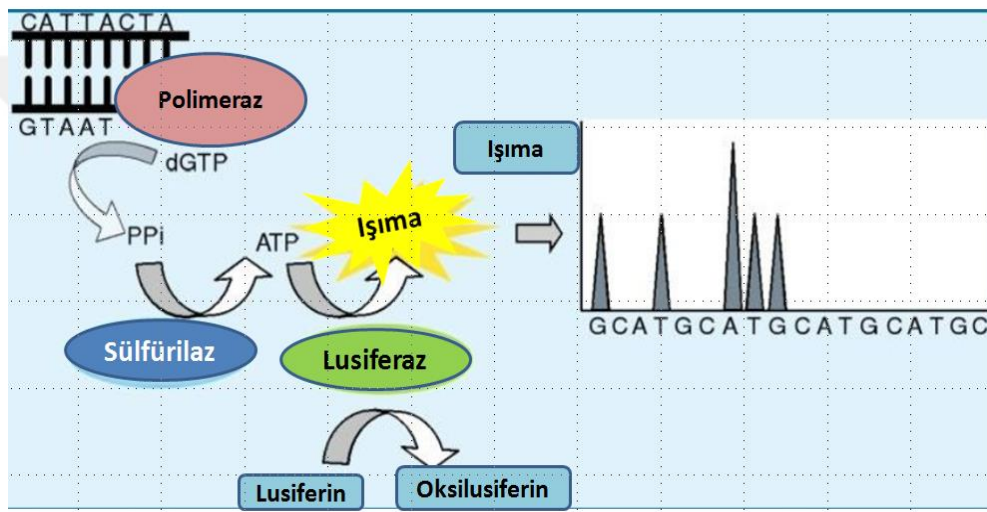 CATTACTA
Polimeraz
GTAAT
dGTP
PPi
ATP
Işıma
Işıma
Sülfürilaz
Lusiferaz
Lusiferin
Oksilusiferin
GCATGCATGCATGCATGC